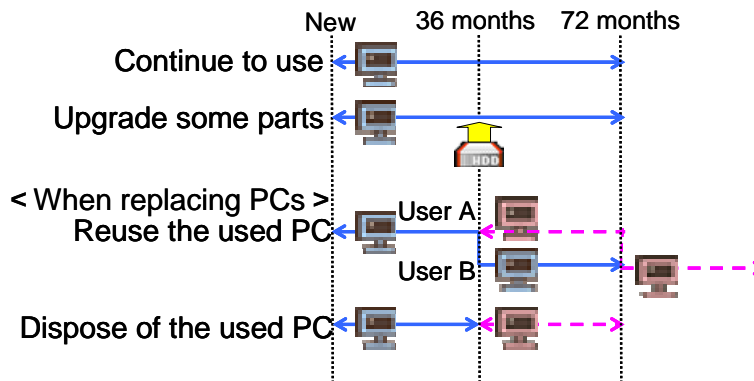 New 36 months 72 months
Continue to use
Upgrade some parts
HDD
< When replacing PCs >
User A
Reuse the used PC
User B
Dispose of the used PC